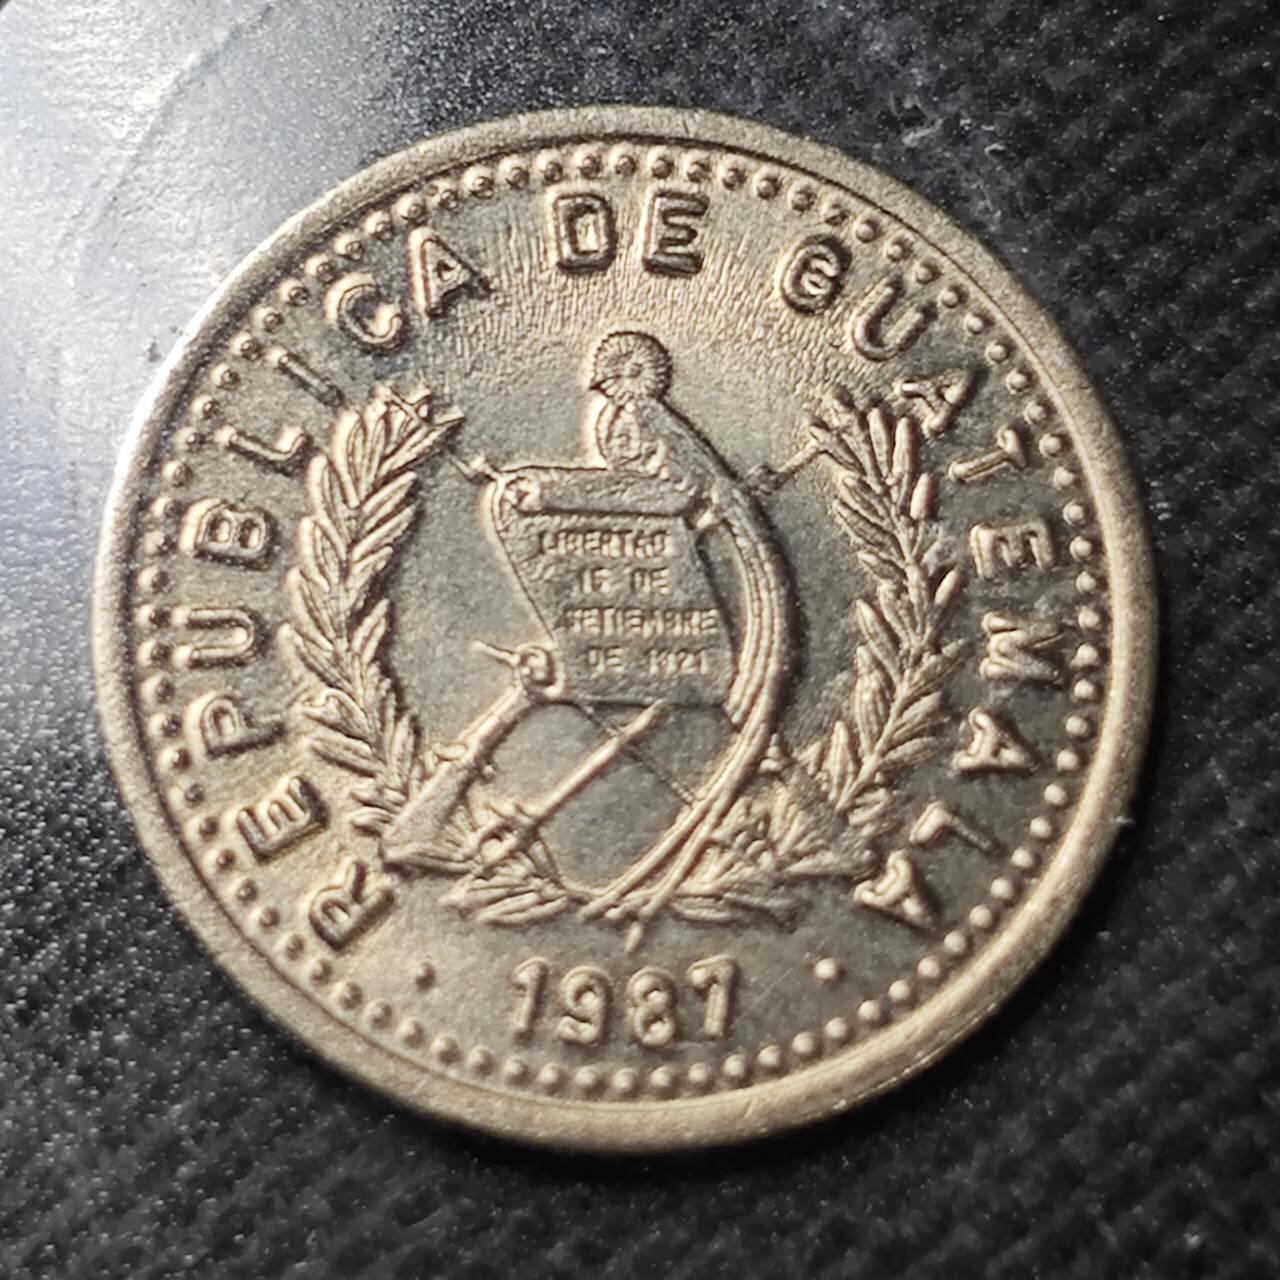 REPUBLICA DE GUATEMALA
LIBERTAD
15 DE
SETIEMBRE
DE 1821
· 1987 ·